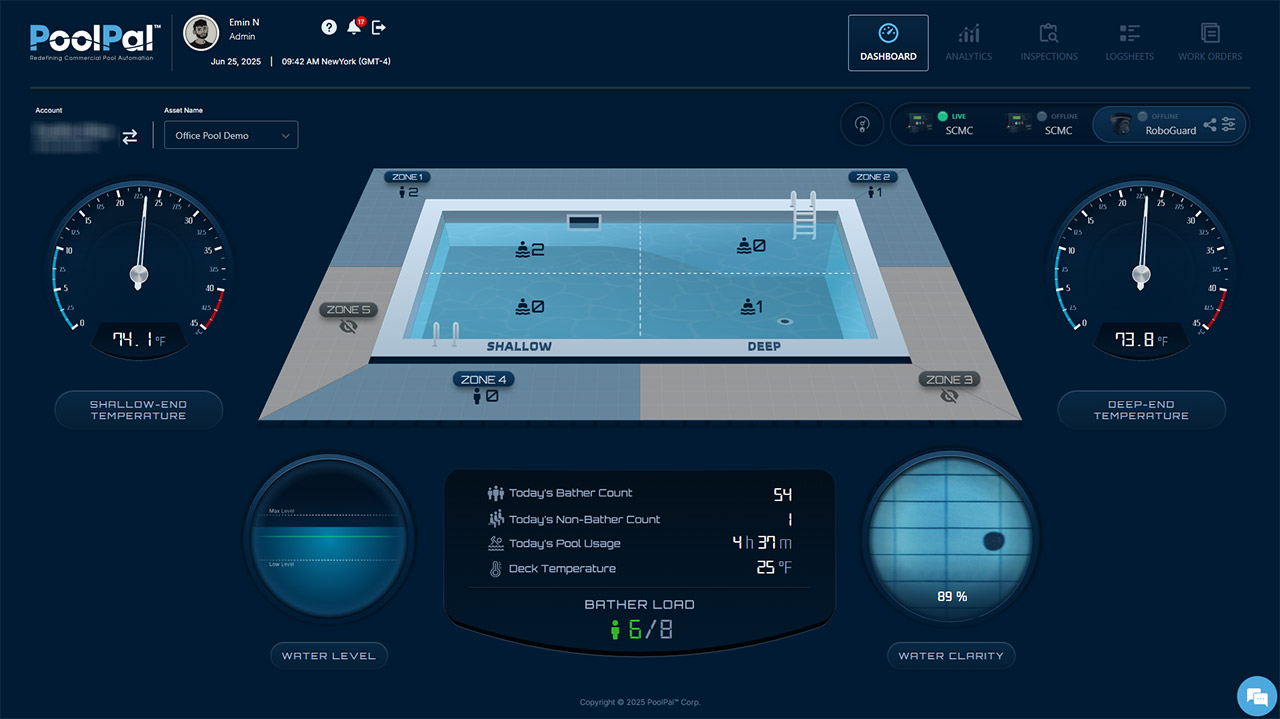 PoolPal™
Redefining Commercial Pool Automation
Emin N
Admin
17
Jun 25, 2025 | 09:42 AM NewYork (GMT-4)
DASHBOARD
ANALYTICS
INSPECTIONS
LOGSHEETS
WORK ORDERS
Account
Asset Name
Office Pool Demo
LIVE
SCMC
OFFLINE
SCMC
OFFLINE
RoboGuard
0 2.5 5 7.5 10 12.5 15 17.5 20 22.5 25 27.5 30 32.5 35 37.5 40 42.5 45 °C
74.1 °F
SHALLOW-END
TEMPERATURE
ZONE 1
2
ZONE 2
1
2
0
ZONE 5
0
1
SHALLOW
DEEP
ZONE 4
0
ZONE 3
0 2.5 5 7.5 10 12.5 15 17.5 20 22.5 25 27.5 30 32.5 35 37.5 40 42.5 45 °C
73.8 °F
DEEP-END
TEMPERATURE
Max Level
Low Level
WATER LEVEL
Today's Bather Count 54
Today's Non-Bather Count 1
Today's Pool Usage 4 h 37 m
Deck Temperature 25 °F
BATHER LOAD
6/8
89 %
WATER CLARITY
Copyright © 2025 PoolPal™ Corp.